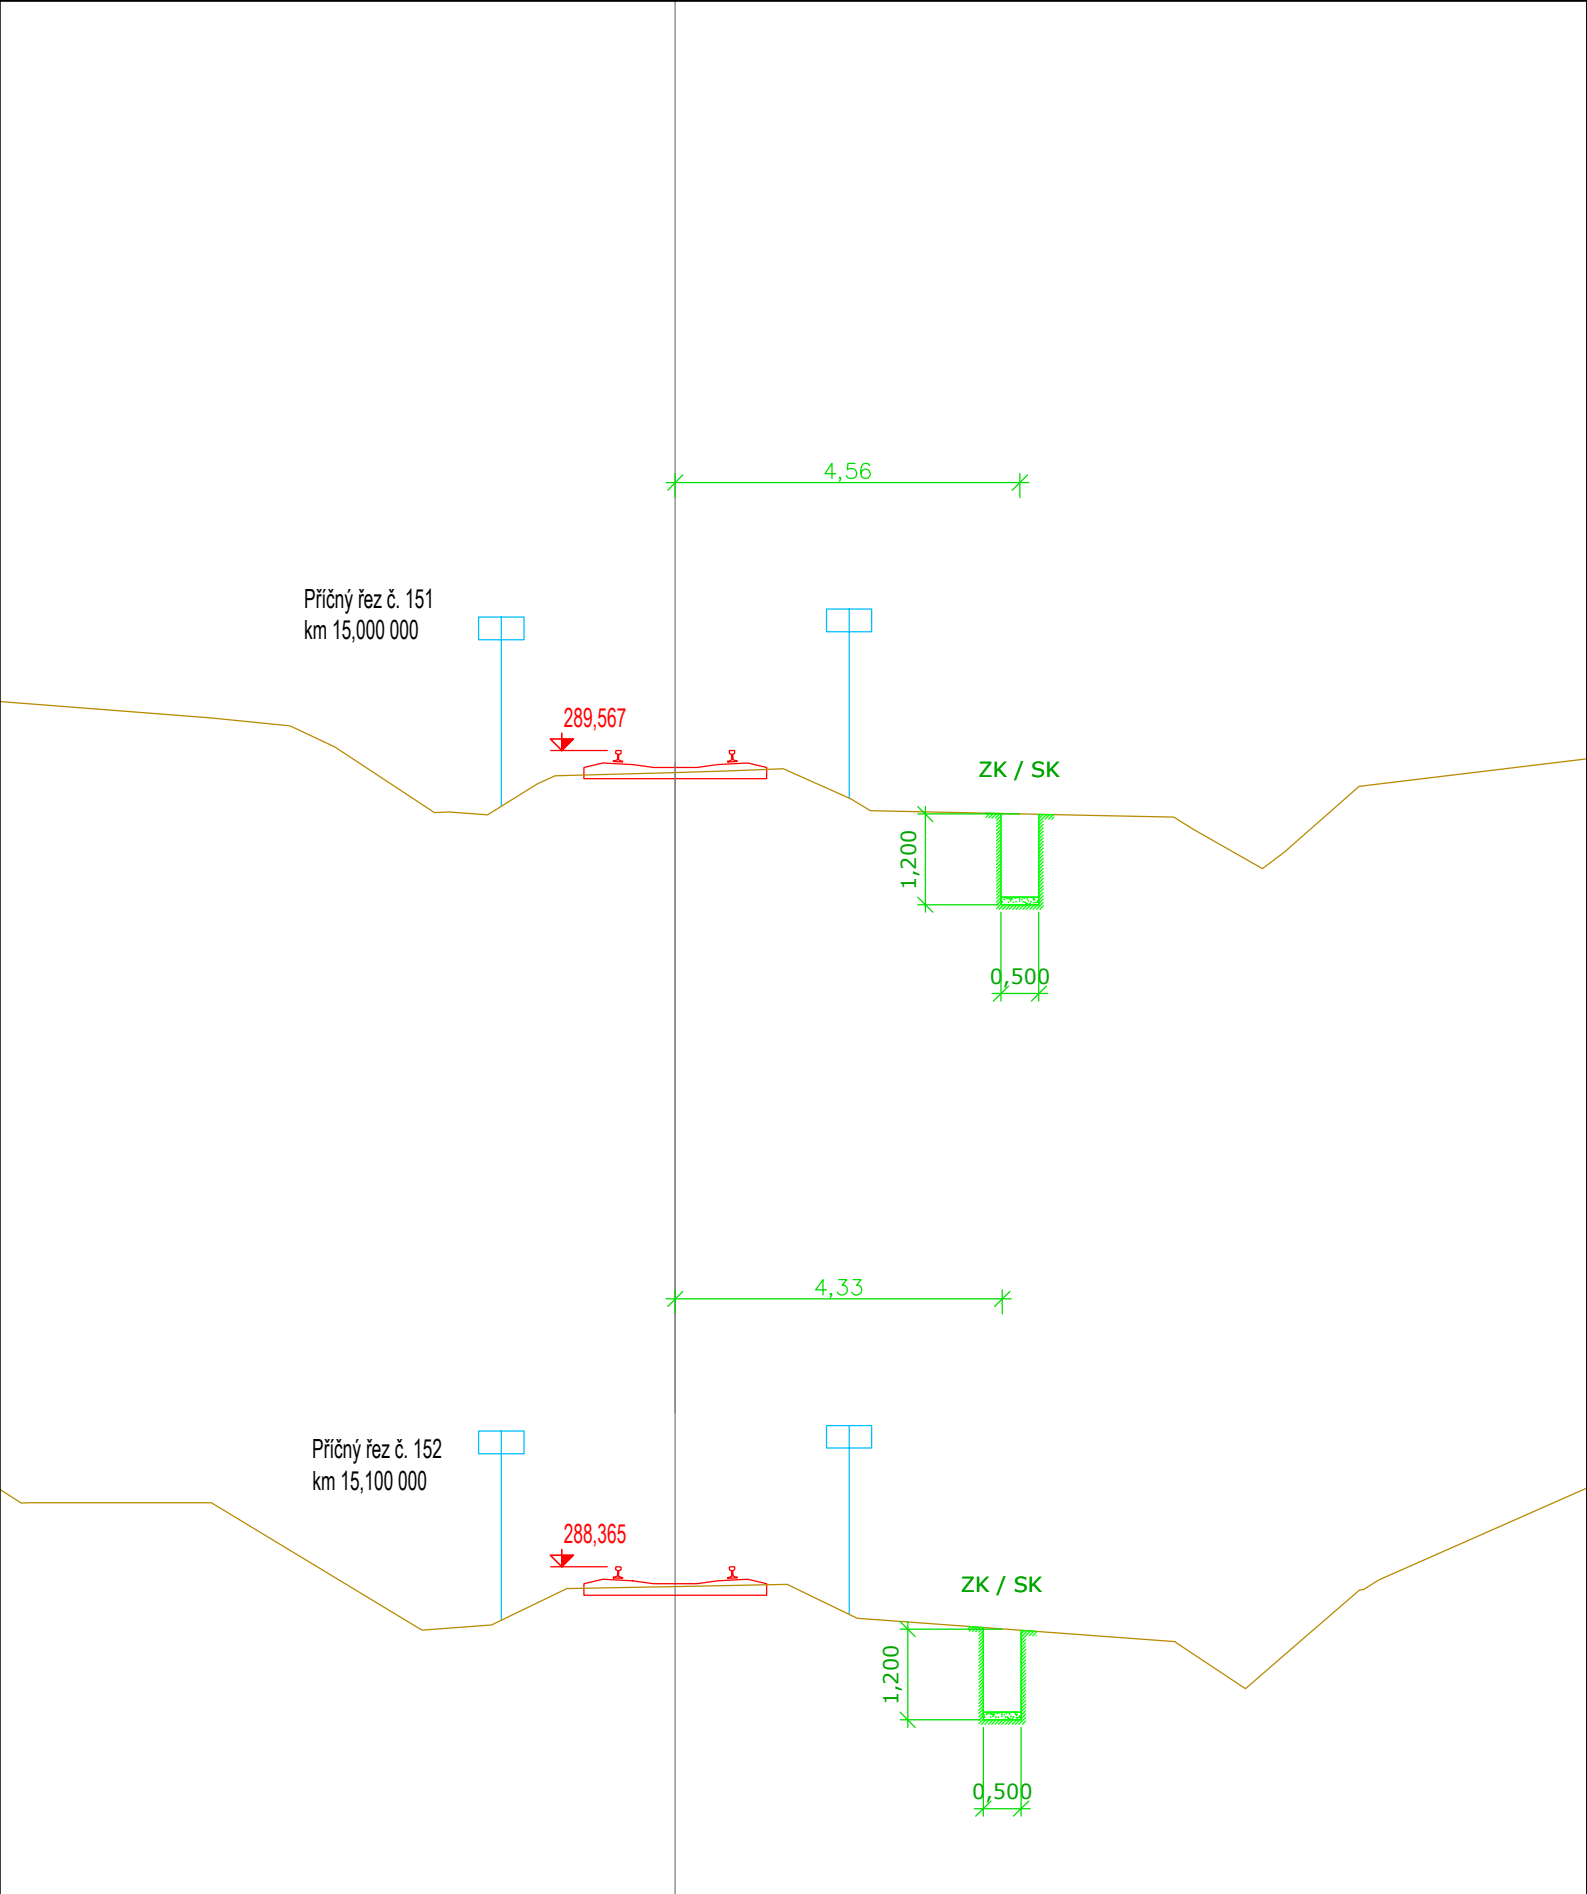 4,56
Příčný řez č. 151
km 15,000 000
289,567
ZK / SK
1,200
0,500
4,33
Příčný řez č. 152
km 15,100 000
288,365
ZK / SK
1,200
0,500